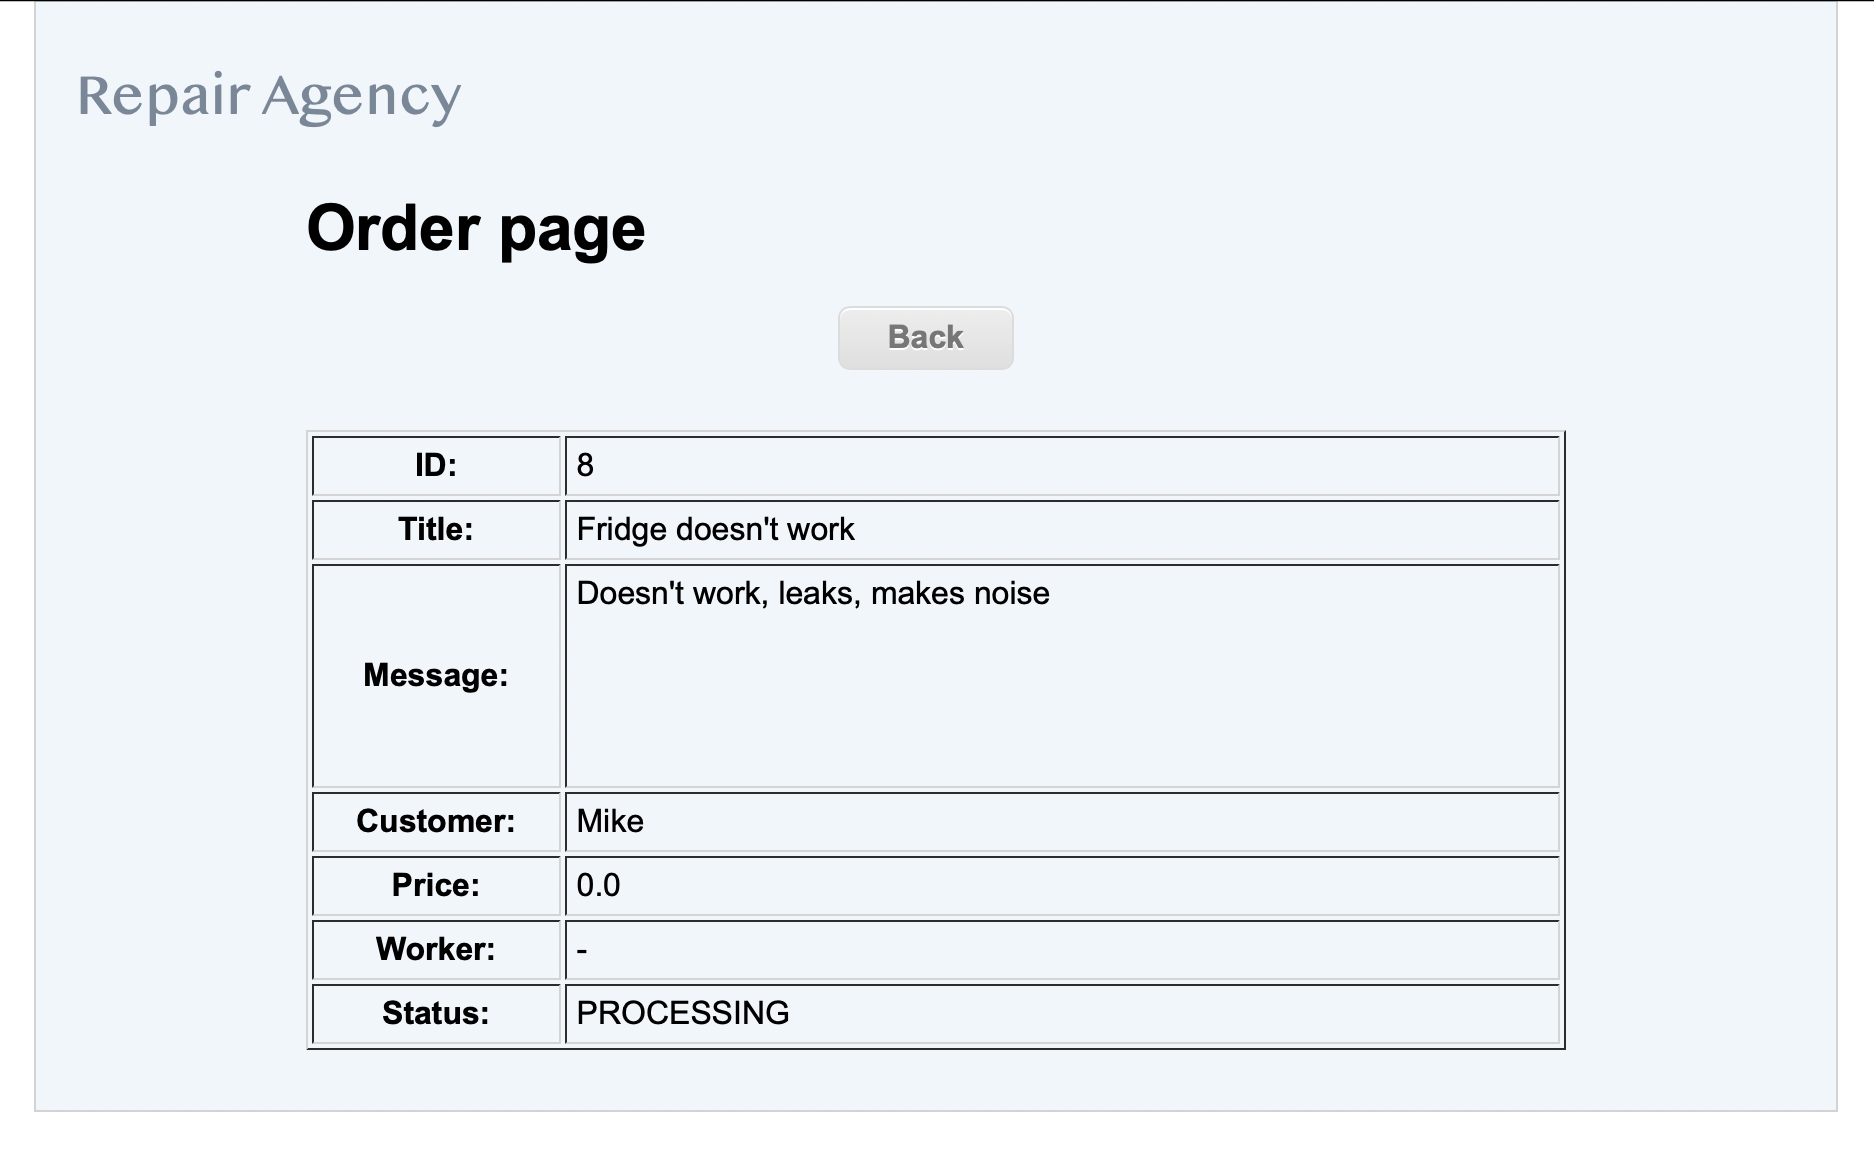 Repair Agency
Order page
Back
ID: 8
Title: Fridge doesn't work
Message: Doesn't work, leaks, makes noise
Customer: Mike
Price: 0.0
Worker: -
Status: PROCESSING